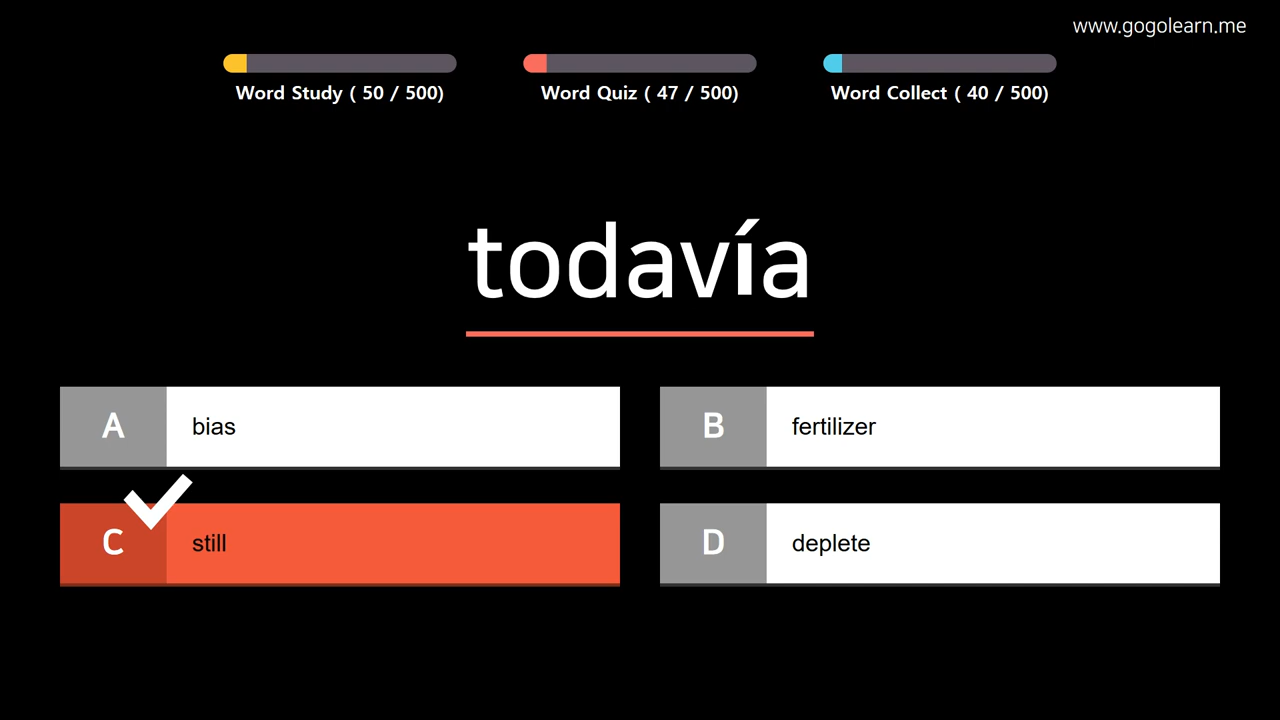 www.gogolearn.me
Word Study ( 50 / 500)
Word Quiz ( 47 / 500)
Word Collect ( 40 / 500)
todavía
A bias
B fertilizer
C still
D deplete